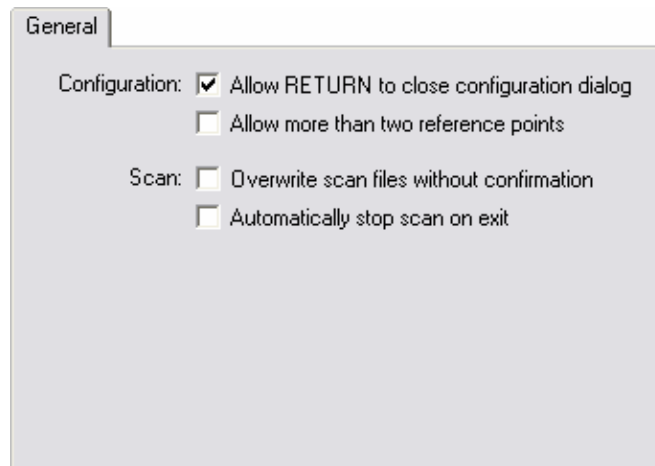 General
Configuration: Allow RETURN to close configuration dialog
Allow more than two reference points
Scan: Overwrite scan files without confirmation
Automatically stop scan on exit